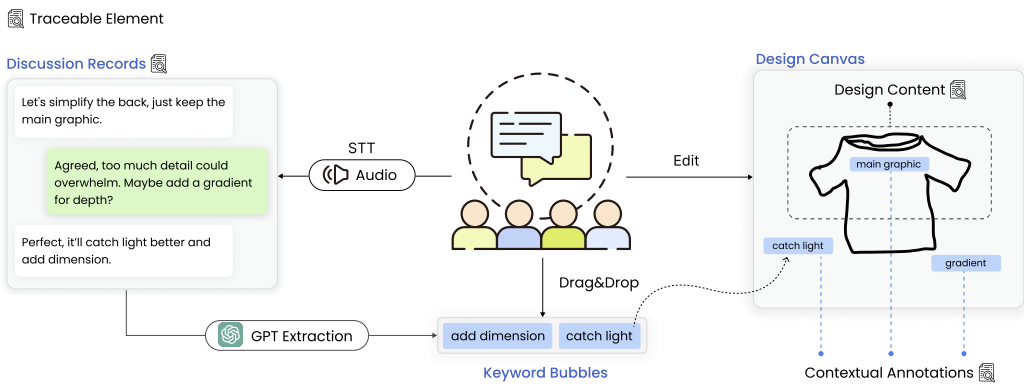 Traceable Element
Discussion Records
Let's simplify the back, just keep the
main graphic.
Agreed, too much detail could
overwhelm. Maybe add a gradient
for depth?
Perfect, it'll catch light better and
add dimension.
STT
Audio
GPT Extraction
Edit
Drag&Drop
add dimension
catch light
Keyword Bubbles
Design Canvas
Design Content
main graphic
catch light
gradient
Contextual Annotations